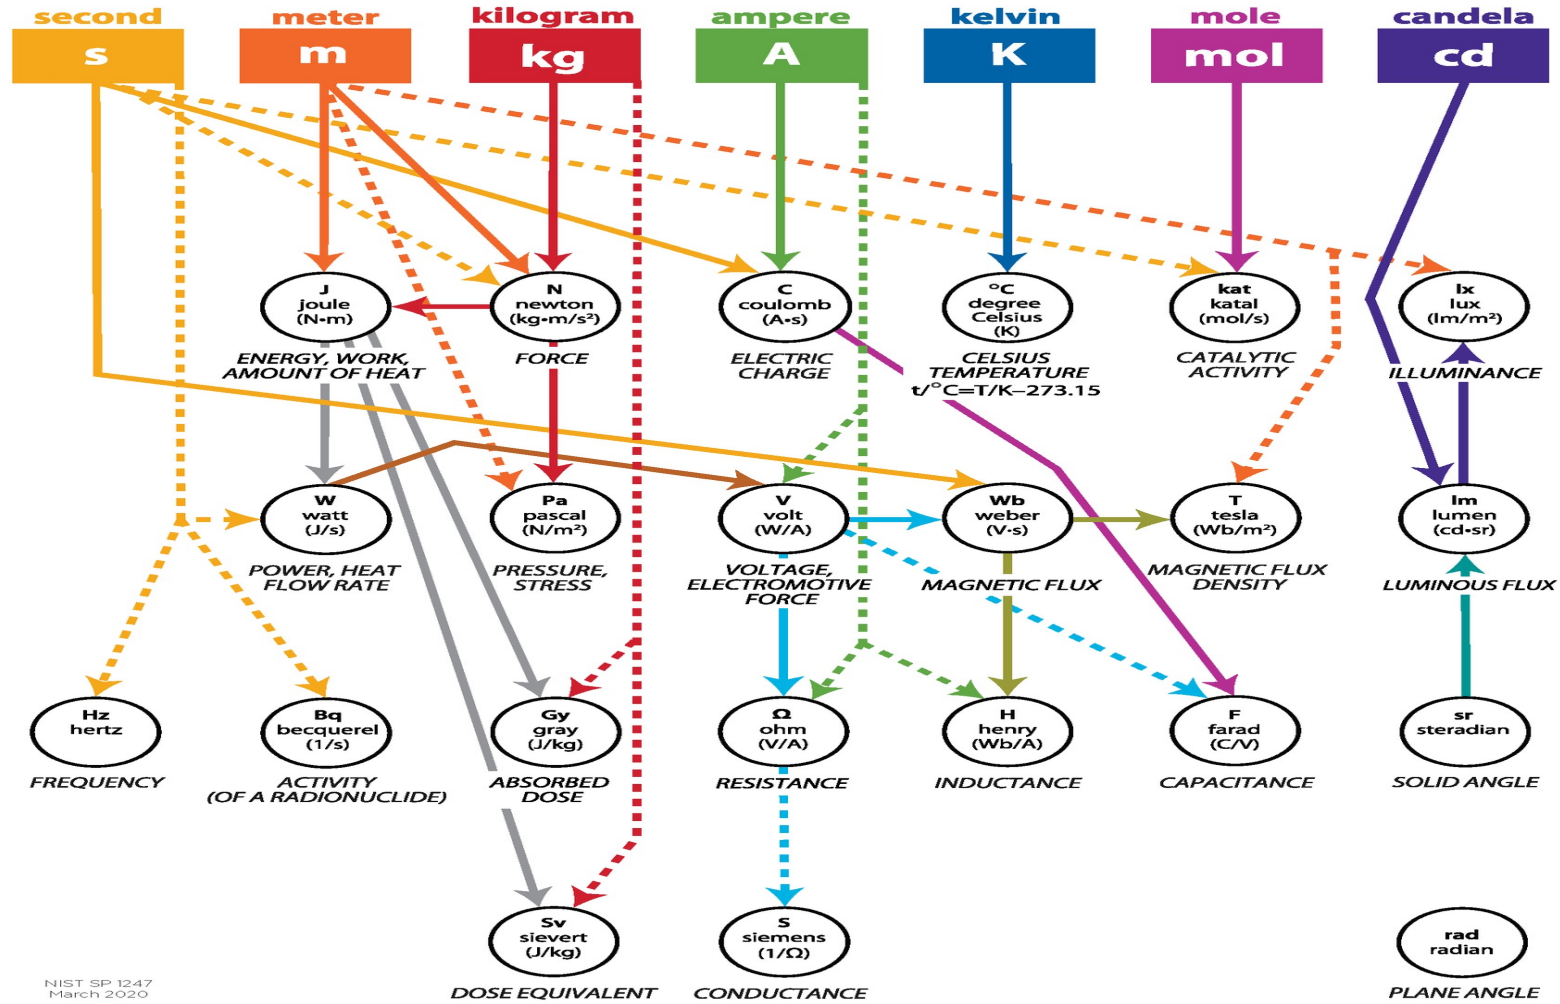 second
meter
kilogram
ampere
kelvin
mole
candela
s
m
kg
A
K
mol
cd
J
joule
(N•m)
ENERGY, WORK,
AMOUNT OF HEAT
N
newton
(kg•m/s²)
FORCE
C
coulomb
(A•s)
ELECTRIC
CHARGE
°C
degree
Celsius
(K)
CELSIUS
TEMPERATURE
t/°C=T/K–273.15
kat
katal
(mol/s)
CATALYTIC
ACTIVITY
lx
lux
(lm/m²)
ILLUMINANCE
W
watt
(J/s)
POWER, HEAT
FLOW RATE
Pa
pascal
(N/m²)
PRESSURE,
STRESS
V
volt
(W/A)
VOLTAGE,
ELECTROMOTIVE
FORCE
Wb
weber
(V•s)
MAGNETIC FLUX
T
tesla
(Wb/m²)
MAGNETIC FLUX
DENSITY
lm
lumen
(cd•sr)
LUMINOUS FLUX
Hz
hertz
FREQUENCY
Bq
becquerel
(1/s)
ACTIVITY
(OF A RADIONUCLIDE)
Gy
gray
(J/kg)
ABSORBED
DOSE
Ω
ohm
(V/A)
RESISTANCE
H
henry
(Wb/A)
INDUCTANCE
F
farad
(C/V)
CAPACITANCE
sr
steradian
SOLID ANGLE
Sv
sievert
(J/kg)
DOSE EQUIVALENT
S
siemens
(1/Ω)
CONDUCTANCE
rad
radian
PLANE ANGLE
NIST SP 1247
March 2020